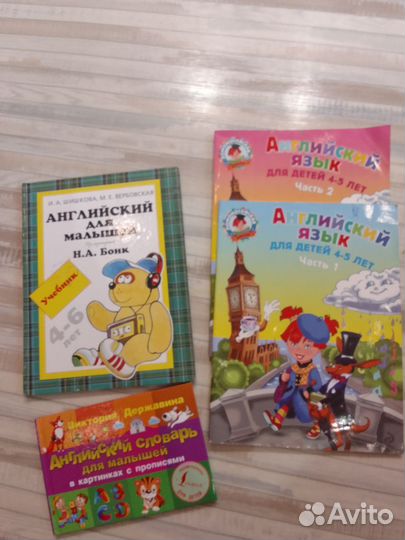 И. А. ШИШКОВА, М. Е. ВЕРБОВСКАЯ
АНГЛИЙСКИЙ
ДЛЯ
МАЛЫШЕЙ
Н.А. Бонк
Учебник
4-6
лет
АНГЛИЙСКИЙ
ЯЗЫК
ДЛЯ ДЕТЕЙ 4-5 ЛЕТ
Часть 2
АНГЛИЙСКИЙ
ЯЗЫК
ДЛЯ ДЕТЕЙ 4-5 ЛЕТ
Часть 1
Виктория Державина
Английский словарь
для малышей
в картинках с прописями
Avito